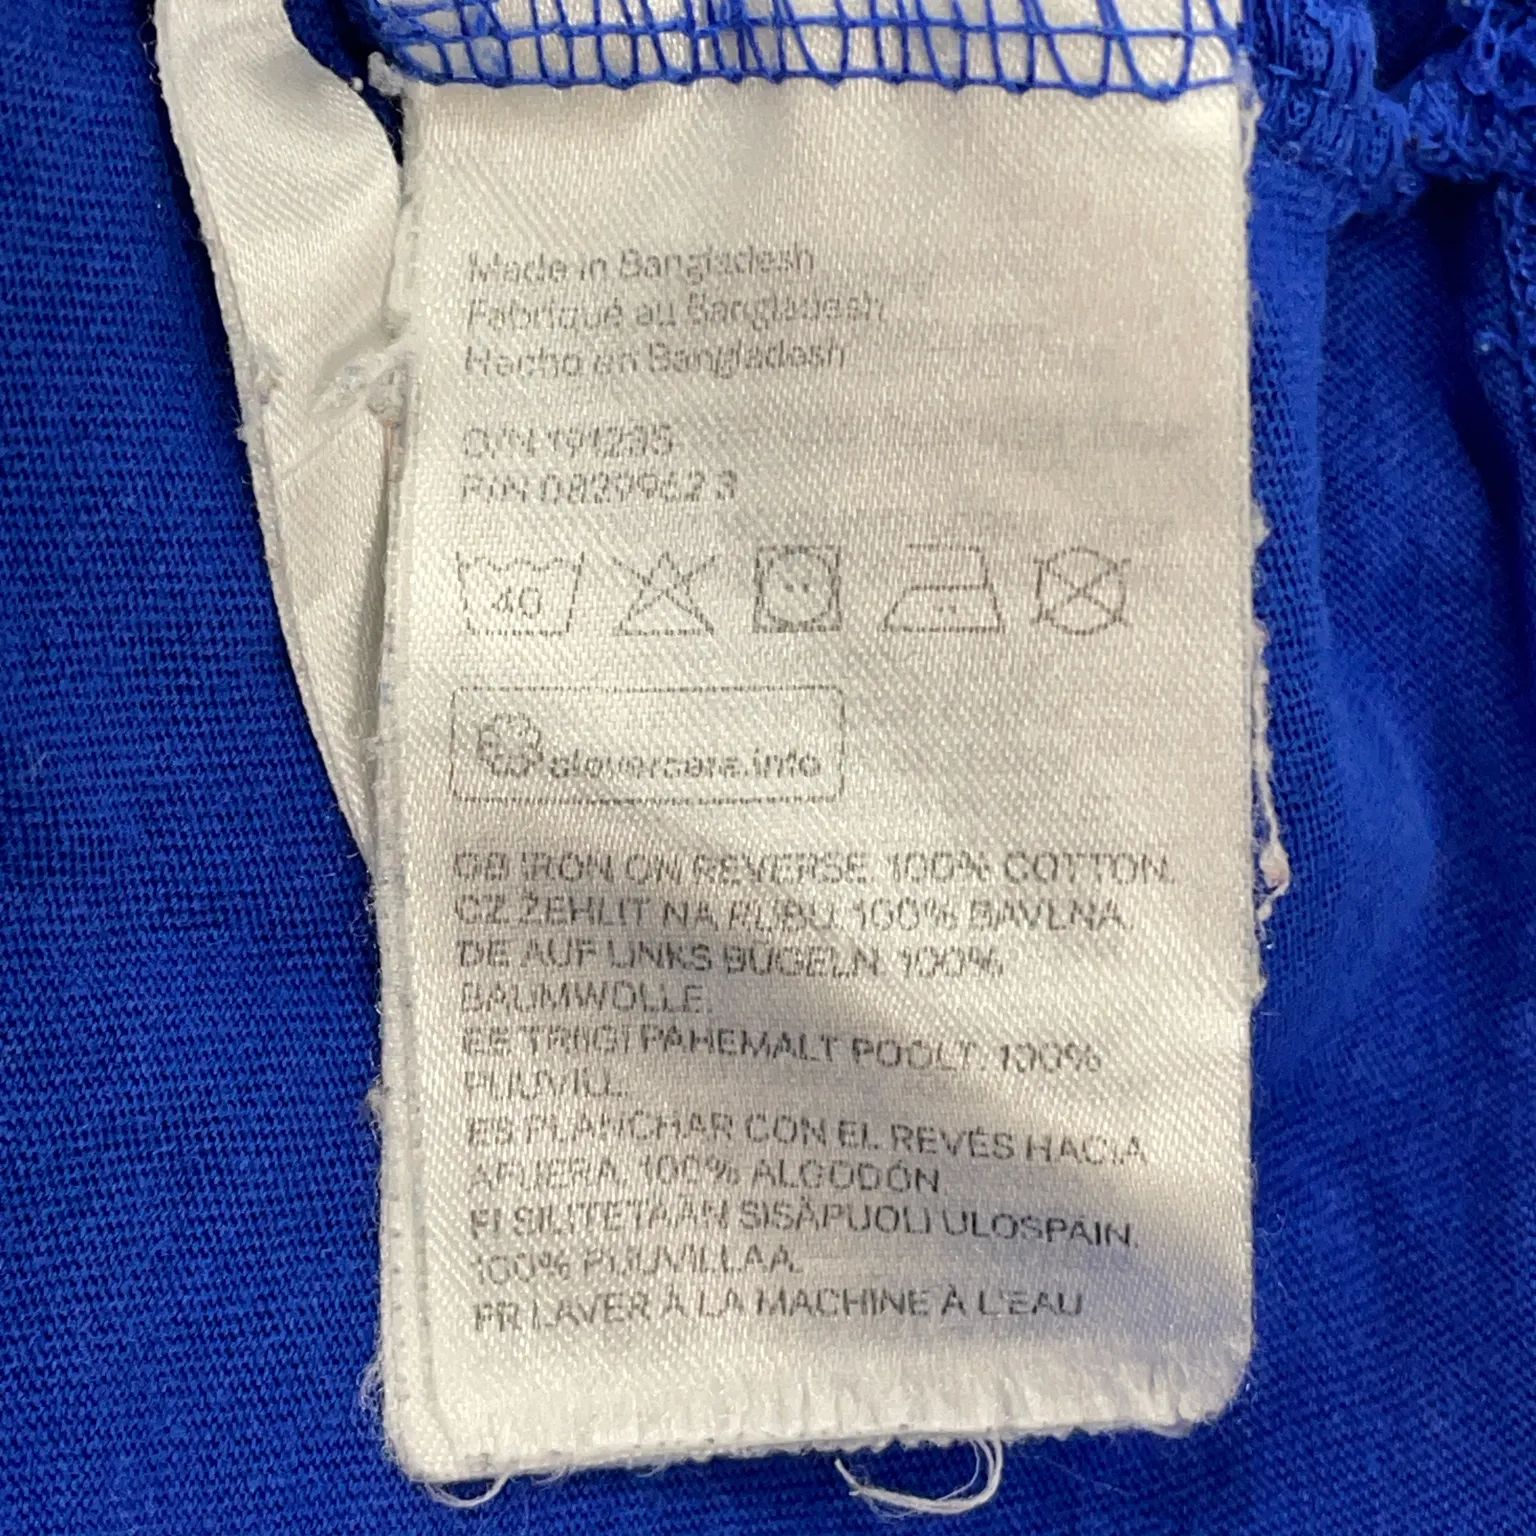 Made in Bangladesh
Fabriqué au Bangladesh
Hecho en Bangladesh
O/N 191235
P/N 0829962 3
40
clevercare.info
GB IRON ON REVERSE. 100% COTTON.
CZ ŽEHLIT NA RUBU. 100% BAVLNA.
DE AUF LINKS BÜGELN. 100%
BAUMWOLLE.
EE TRIIGI PAHEMALT POOLT. 100%
PUUVILL.
ES PLANCHAR CON EL REVÉS HACIA
AFUERA. 100% ALGODÓN.
FI SILITETÄÄN SISÄPUOLI ULOSPÄIN.
100% PUUVILLAA.
FR LAVER À LA MACHINE À L'EAU